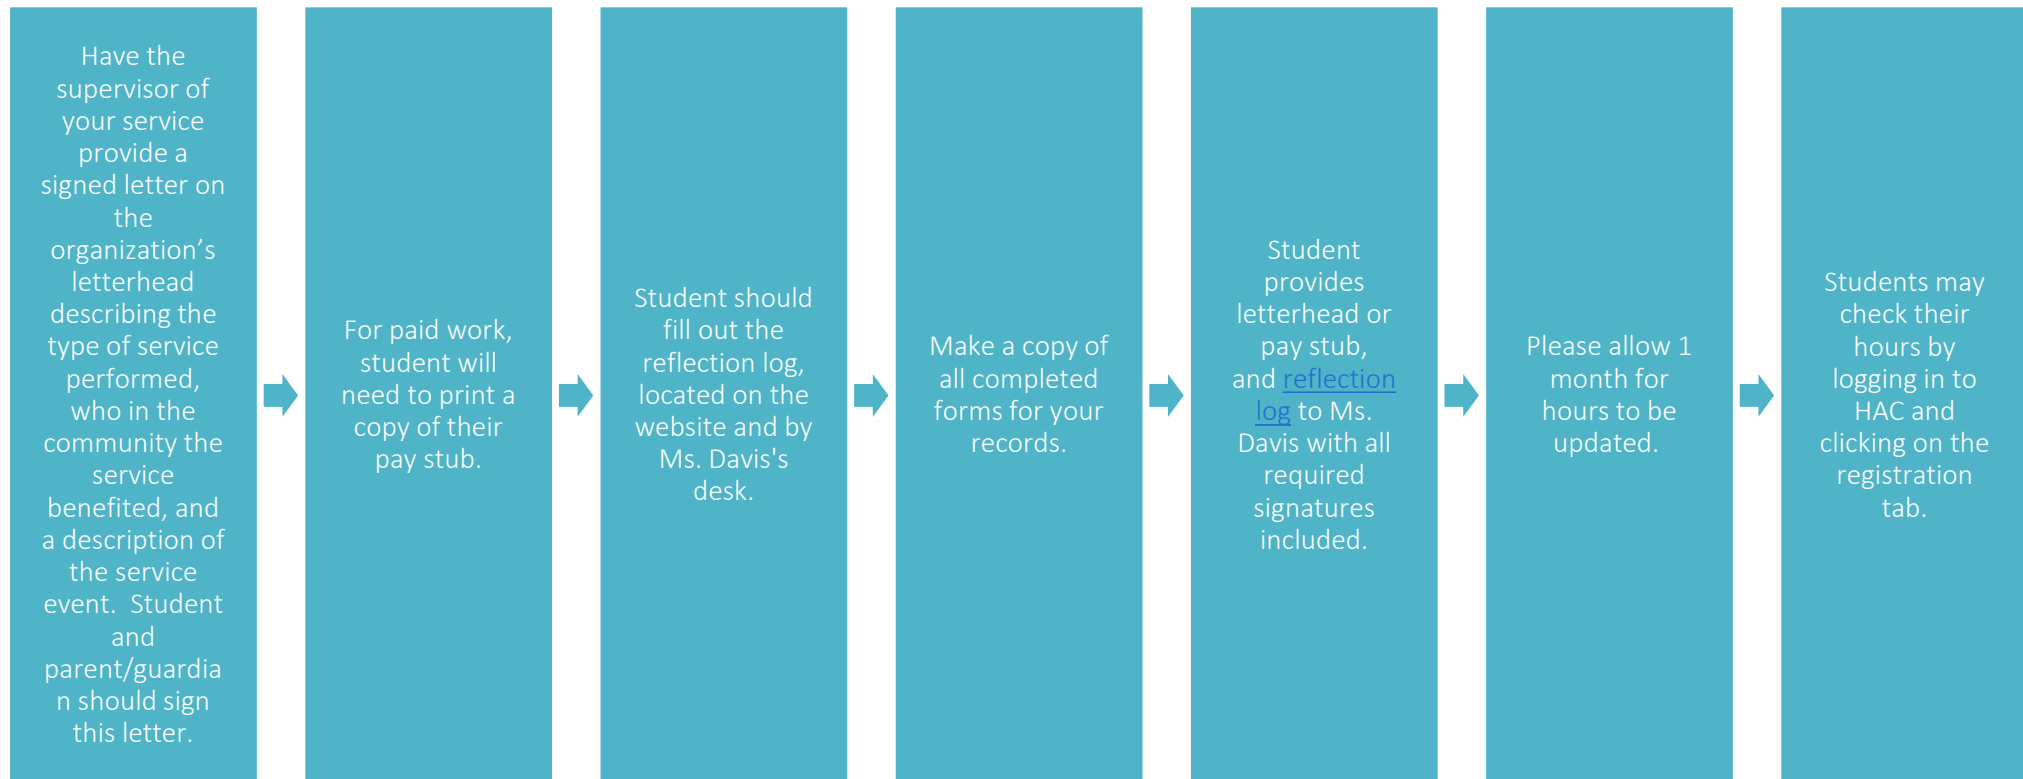 Have the
supervisor of
your service
provide a
signed letter on
the
organization’s
letterhead
describing the
type of service
performed,
who in the
community the
service
benefited, and
a description of
the service
event.  Student
and
parent/guardia
n should sign
this letter.
For paid work,
student will
need to print a
copy of their
pay stub.
Student should
fill out the
reflection log,
located on the
website and by
Ms. Davis's
desk.
Make a copy of
all completed
forms for your
records.
Student
provides
letterhead or
pay stub,
and reflection
log to Ms.
Davis with all
required
signatures
included.
Please allow 1
month for
hours to be
updated.
Students may
check their
hours by
logging in to
HAC and
clicking on the
registration
tab.